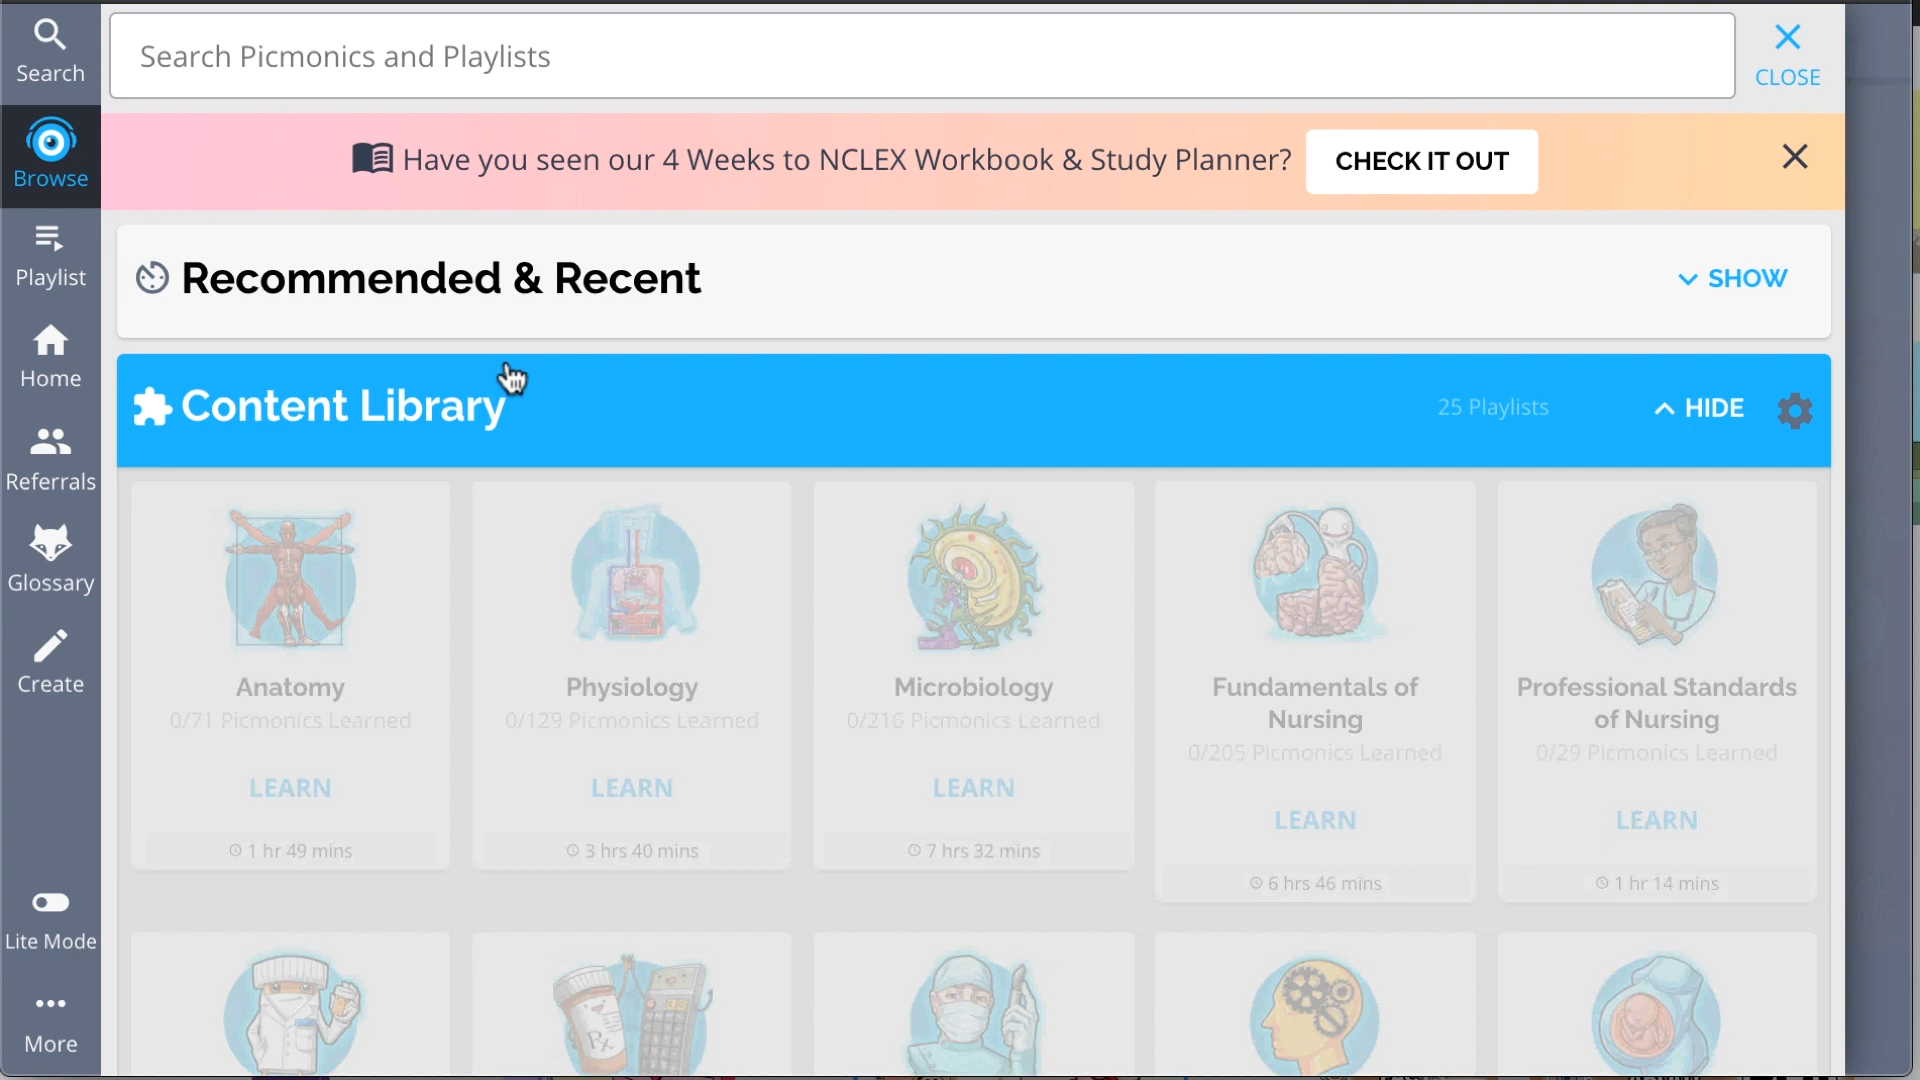 Search
Search Picmonics and Playlists
CLOSE
Browse
Have you seen our 4 Weeks to NCLEX Workbook & Study Planner?
CHECK IT OUT
Playlist
Recommended & Recent
SHOW
Home
Content Library
25 Playlists
HIDE
Referrals
Glossary
Create
Lite Mode
More
Anatomy
0/71 Picmonics Learned
LEARN
1 hr 49 mins
Physiology
0/129 Picmonics Learned
LEARN
3 hrs 40 mins
Microbiology
0/216 Picmonics Learned
LEARN
7 hrs 32 mins
Fundamentals of
Nursing
0/205 Picmonics Learned
LEARN
6 hrs 46 mins
Professional Standards
of Nursing
0/29 Picmonics Learned
LEARN
1 hr 14 mins
Rx